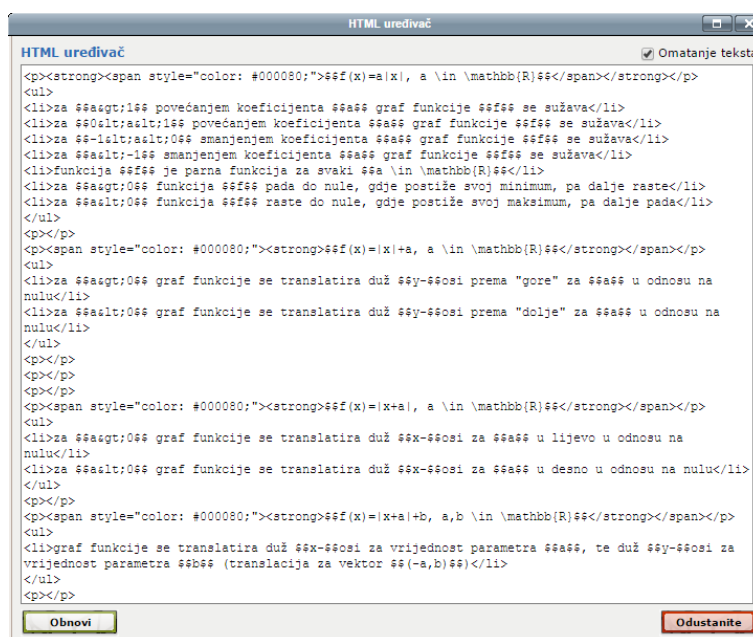 HTML uređivač
HTML uređivač
Omatanje teksta
<p><strong><span style="color: #000080;">$$f(x)=a|x|, a \in \mathbb{R}$$</span></strong></p>
<ul>
<li>za $$a&gt;1$$ povećanjem koeficijenta $$a$$ graf funkcije $$f$$ se sužava</li>
<li>za $$0&lt;a&lt;1$$ povećanjem koeficijenta $$a$$ graf funkcije $$f$$ se sužava</li>
<li>za $$-1&lt;a&lt;0$$ smanjenjem koeficijenta $$a$$ graf funkcije $$f$$ se sužava</li>
<li>za $$a&lt;-1$$ smanjenjem koeficijenta $$a$$ graf funkcije $$f$$ se sužava</li>
<li>funkcija $$f$$ je parna funkcija za svaki $$a \in \mathbb{R}$$</li>
<li>za $$a&gt;0$$ funkcija $$f$$ pada do nule, gdje postiže svoj minimum, pa dalje raste</li>
<li>za $$a&lt;0$$ funkcija $$f$$ raste do nule, gdje postiže svoj maksimum, pa dalje pada</li>
</ul>
<p></p>
<p><span style="color: #000080;"><strong>$$f(x)=|x|+a, a \in \mathbb{R}$$</strong></span></p>
<ul>
<li>za $$a&gt;0$$ graf funkcije se translatira duž $$y-$$osi prema "gore" za $$a$$ u odnosu na
nulu</li>
<li>za $$a&lt;0$$ graf funkcije se translatira duž $$y-$$osi prema "dolje" za $$a$$ u odnosu na
nulu</li>
</ul>
<p></p>
<p></p>
<p></p>
<p><span style="color: #000080;"><strong>$$f(x)=|x+a|, a \in \mathbb{R}$$</strong></span></p>
<ul>
<li>za $$a&gt;0$$ graf funkcije se translatira duž $$x-$$osi za $$a$$ u lijevo u odnosu na
nulu</li>
<li>za $$a&lt;0$$ graf funkcije se translatira duž $$x-$$osi za $$a$$ u desno u odnosu na nulu</li>
</ul>
<p></p>
<p><span style="color: #000080;"><strong>$$f(x)=|x+a|+b, a,b \in \mathbb{R}$$</strong></span></p>
<ul>
<li>graf funkcije se translatira duž $$x-$$osi za vrijednost parametra $$a$$, te duž $$y-$$osi za
vrijednost parametra $$b$$ (translacija za vektor $$(-a,b)$$)</li>
</ul>
<p></p>
Obnovi
Odustanite